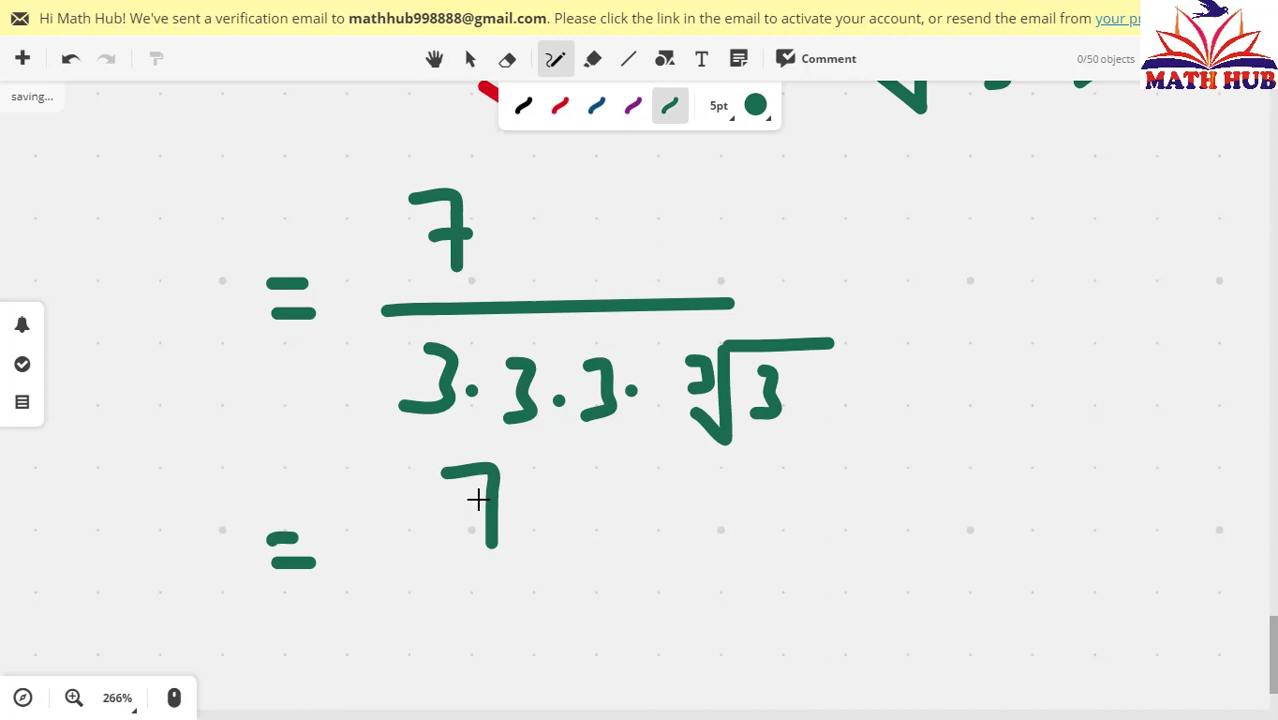 Hi Math Hub! We've sent a verification email to mathhub998888@gmail.com. Please click the link in the email to activate your account, or resend the email from your pr
MATH HUB
T Comment 0/50 objects
saving...
5pt
7
=
3 · 3 · 3 · ∛3
7
=
266%